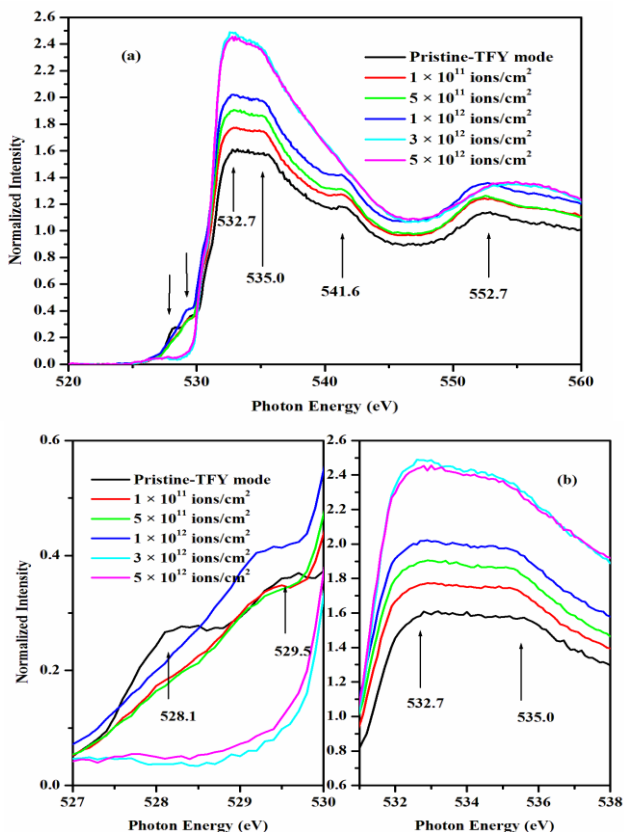 (a)
Pristine-TFY mode
1 × 10¹¹ ions/cm²
5 × 10¹¹ ions/cm²
1 × 10¹² ions/cm²
3 × 10¹² ions/cm²
5 × 10¹² ions/cm²
Normalized Intensity
2.6
2.4
2.2
2.0
1.8
1.6
1.4
1.2
1.0
0.8
0.6
0.4
0.2
0.0
532.7
535.0
541.6
552.7
520
530
540
550
560
Photon Energy (eV)
Pristine-TFY mode
1 × 10¹¹ ions/cm²
5 × 10¹¹ ions/cm²
1 × 10¹² ions/cm²
3 × 10¹² ions/cm²
5 × 10¹² ions/cm²
Normalized Intensity
0.6
0.4
0.2
0.0
528.1
529.5
527
528
529
530
Photon Energy (eV)
(b)
2.6
2.4
2.2
2.0
1.8
1.6
1.4
1.2
1.0
0.8
0.6
532.7
535.0
532
534
536
538
Photon Energy (eV)